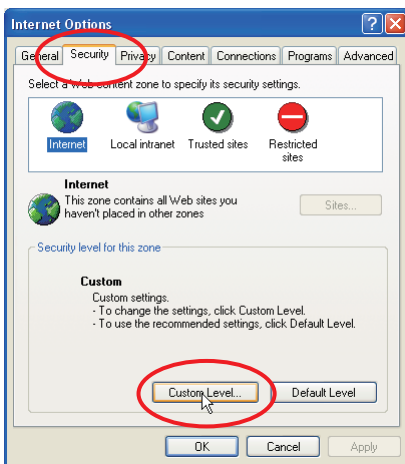 Internet Options
General Security Privacy Content Connections Programs Advanced
Select a Web content zone to specify its security settings.
Internet Local intranet Trusted sites Restricted sites
Internet
This zone contains all Web sites you
haven't placed in other zones
Sites...
Security level for this zone
Custom
Custom settings.
- To change the settings, click Custom Level.
- To use the recommended settings, click Default Level.
Custom Level... Default Level
OK Cancel Apply